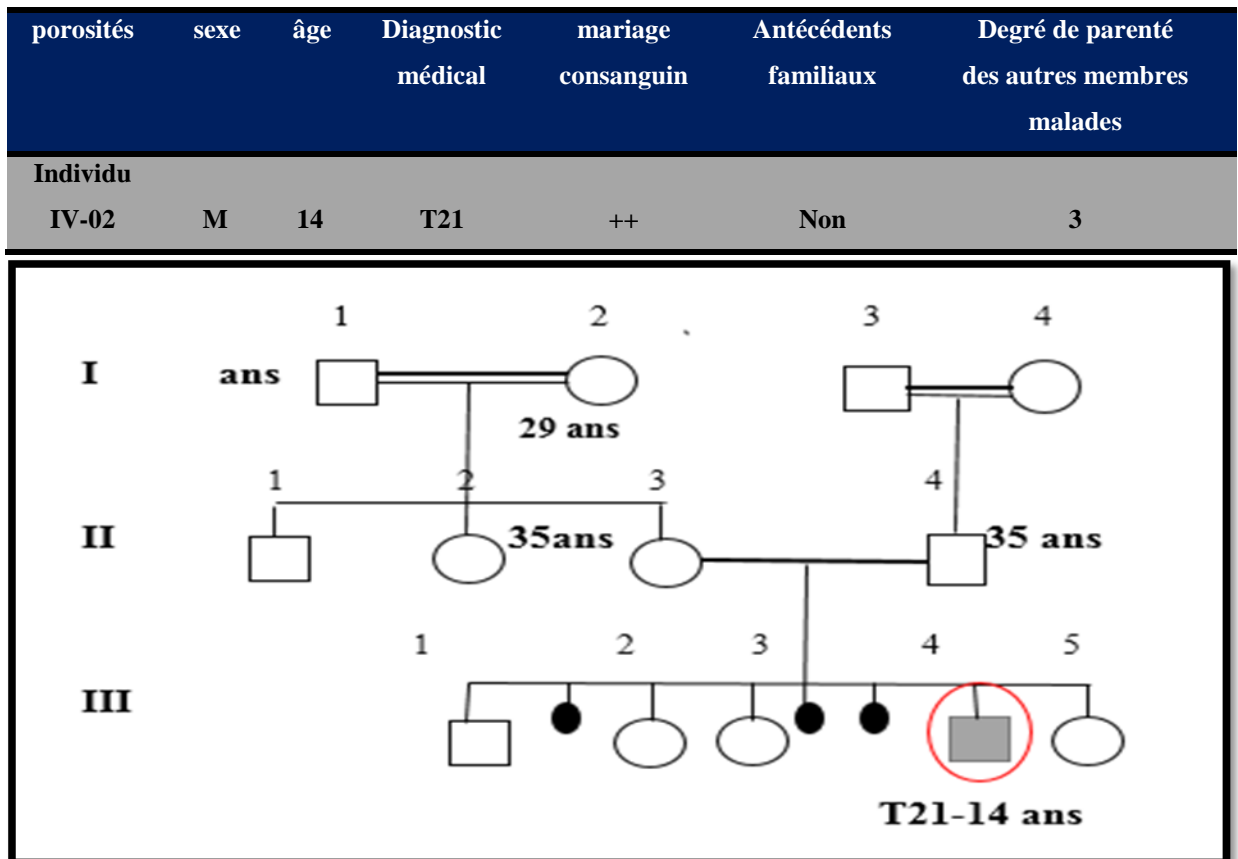 porosités sexe âge Diagnostic médical mariage consanguin Antécédents familiaux Degré de parenté des autres membres malades
Individu IV-02 M 14 T21 ++ Non 3
1 2 3 4
I ans
29 ans
1 2 3 4
II 35ans 35 ans
1 2 3 4 5
III
T21-14 ans